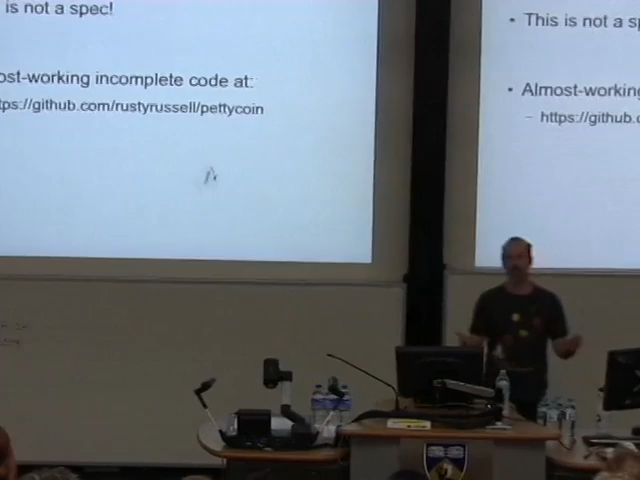 is not a spec!
ost-working incomplete code at:
tps://github.com/rustyrussell/pettycoin
• This is not a sp
• Almost-working
– https://github.c